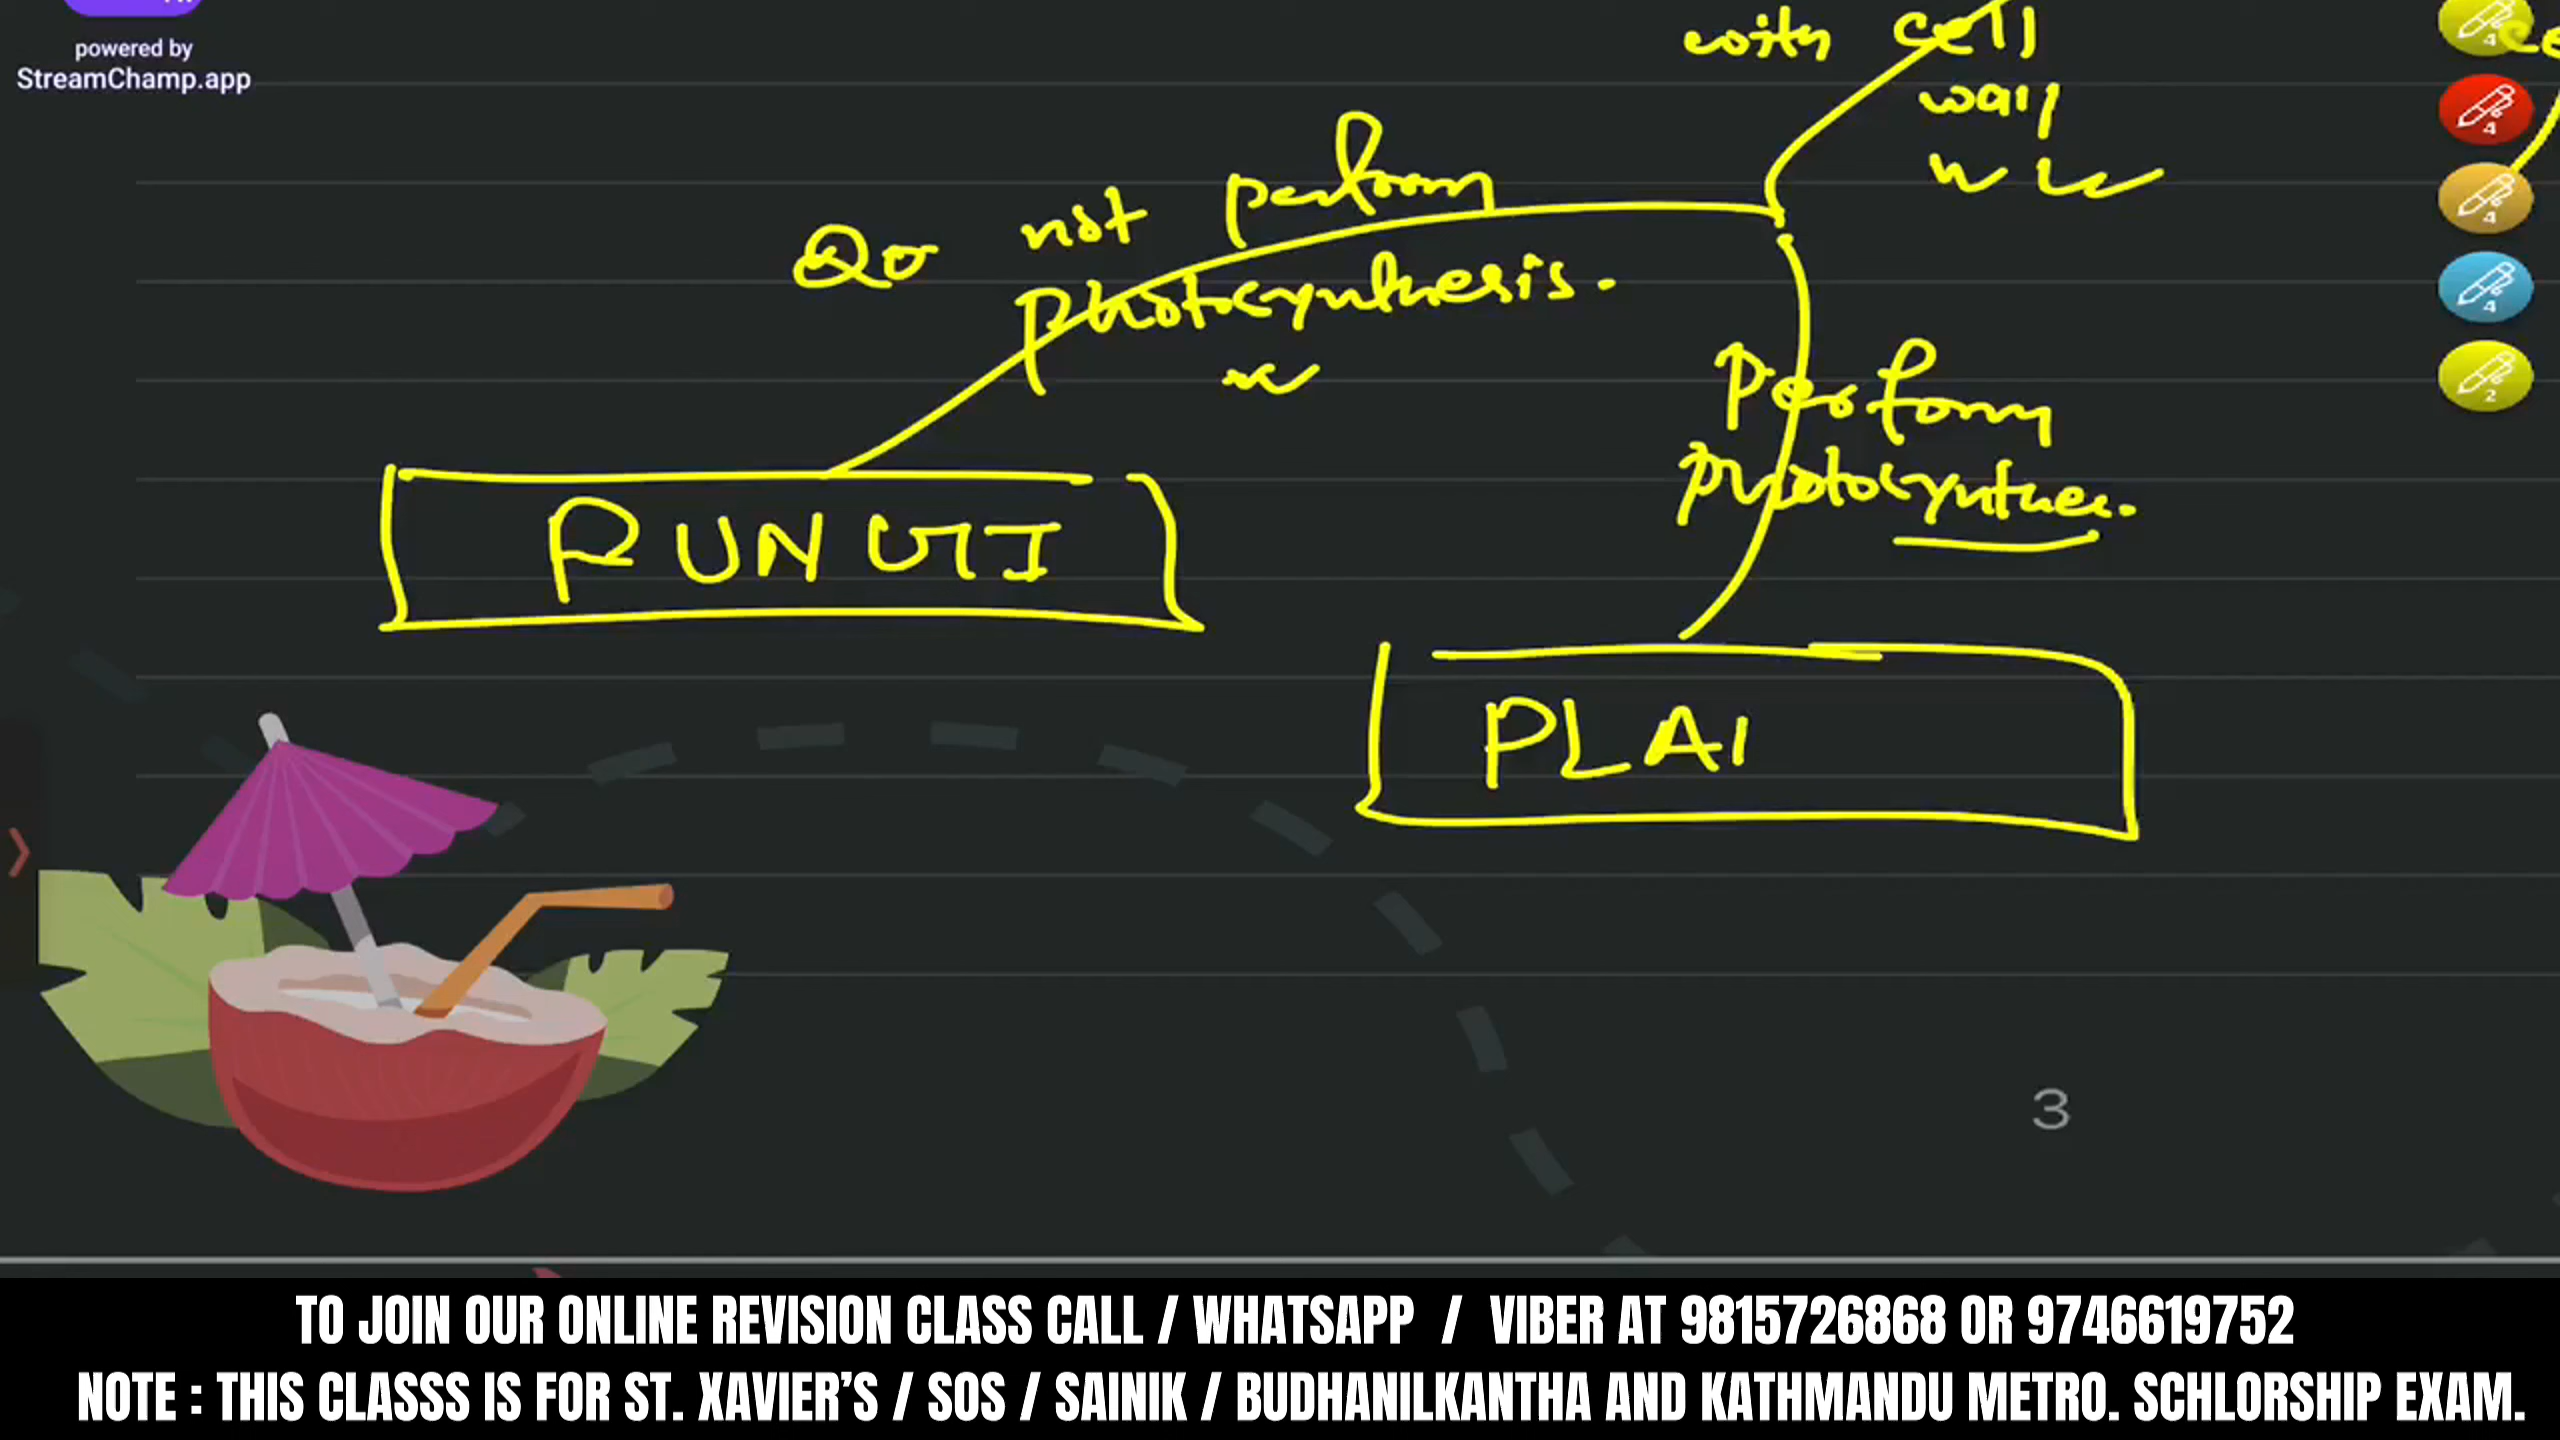 powered by
StreamChamp.app
with cell
wall
Do not perform
photosynthesis.
Perform
photosynthes.
FUNGI
PLAN
3
TO JOIN OUR ONLINE REVISION CLASS CALL / WHATSAPP / VIBER AT 9815726868 OR 9746619752
NOTE : THIS CLASSS IS FOR ST. XAVIER'S / SOS / SAINIK / BUDHANILKANTHA AND KATHMANDU METRO. SCHLORSHIP EXAM.